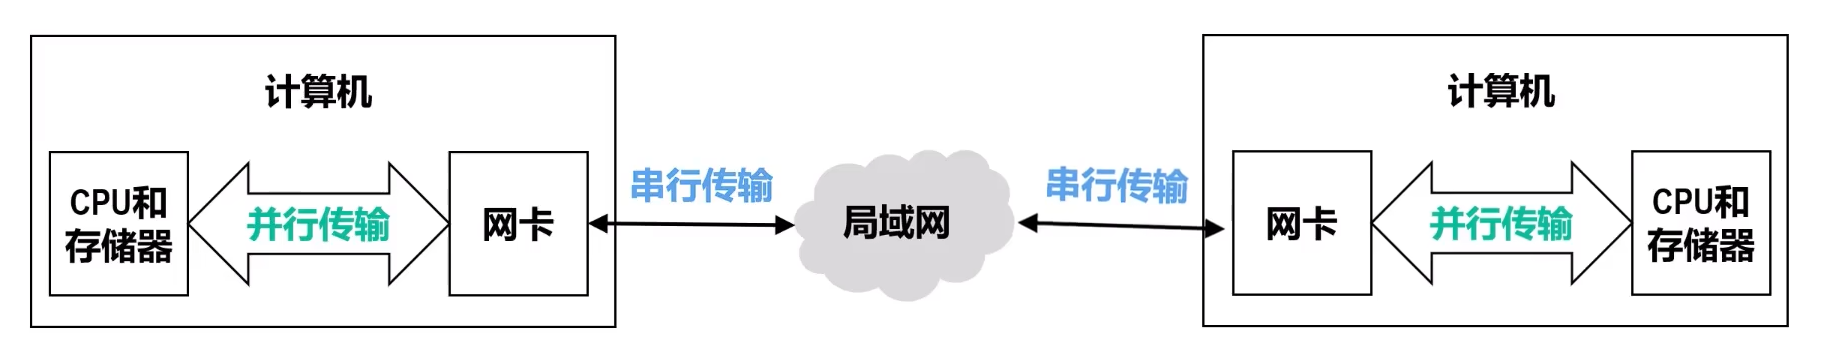 计算机
CPU和
存储器
并行传输
网卡
串行传输
局域网
串行传输
计算机
网卡
并行传输
CPU和
存储器